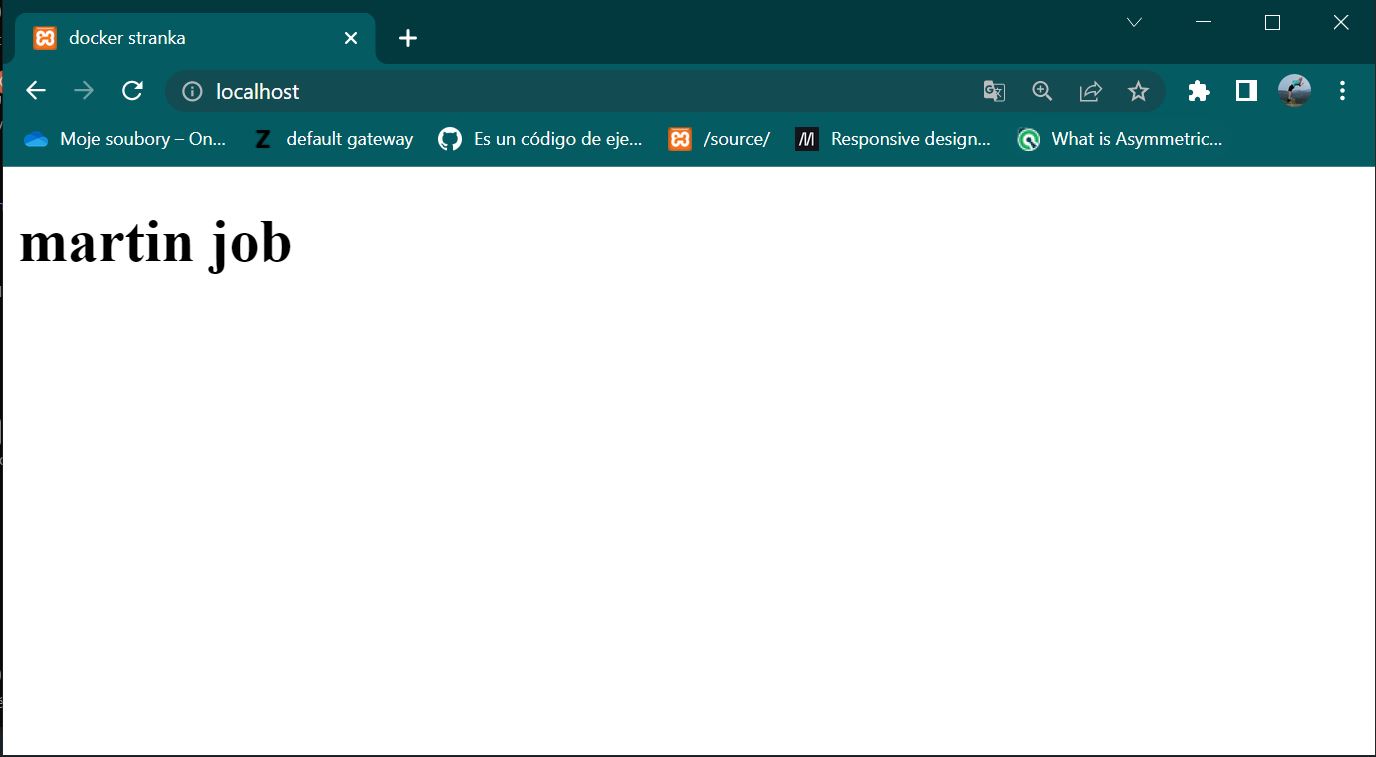 docker stranka
localhost
Moje soubory – On... default gateway Es un código de eje... /source/ Responsive design... What is Asymmetric...
martin job